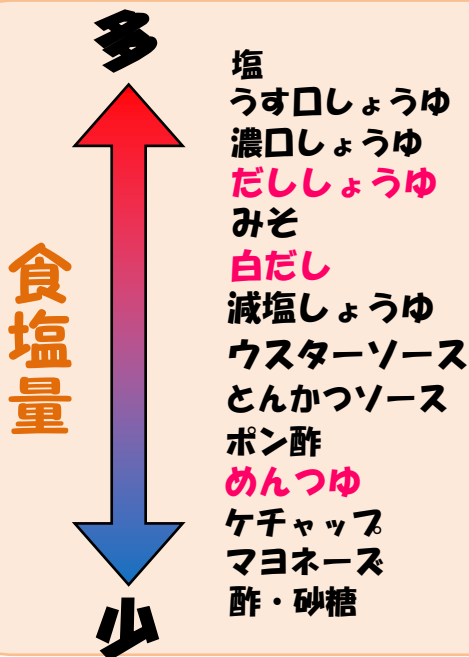 多
食塩量
少
塩
うす口しょうゆ
濃口しょうゆ
だししょうゆ
みそ
白だし
減塩しょうゆ
ウスターソース
とんかつソース
ポン酢
めんつゆ
ケチャップ
マヨネーズ
酢・砂糖